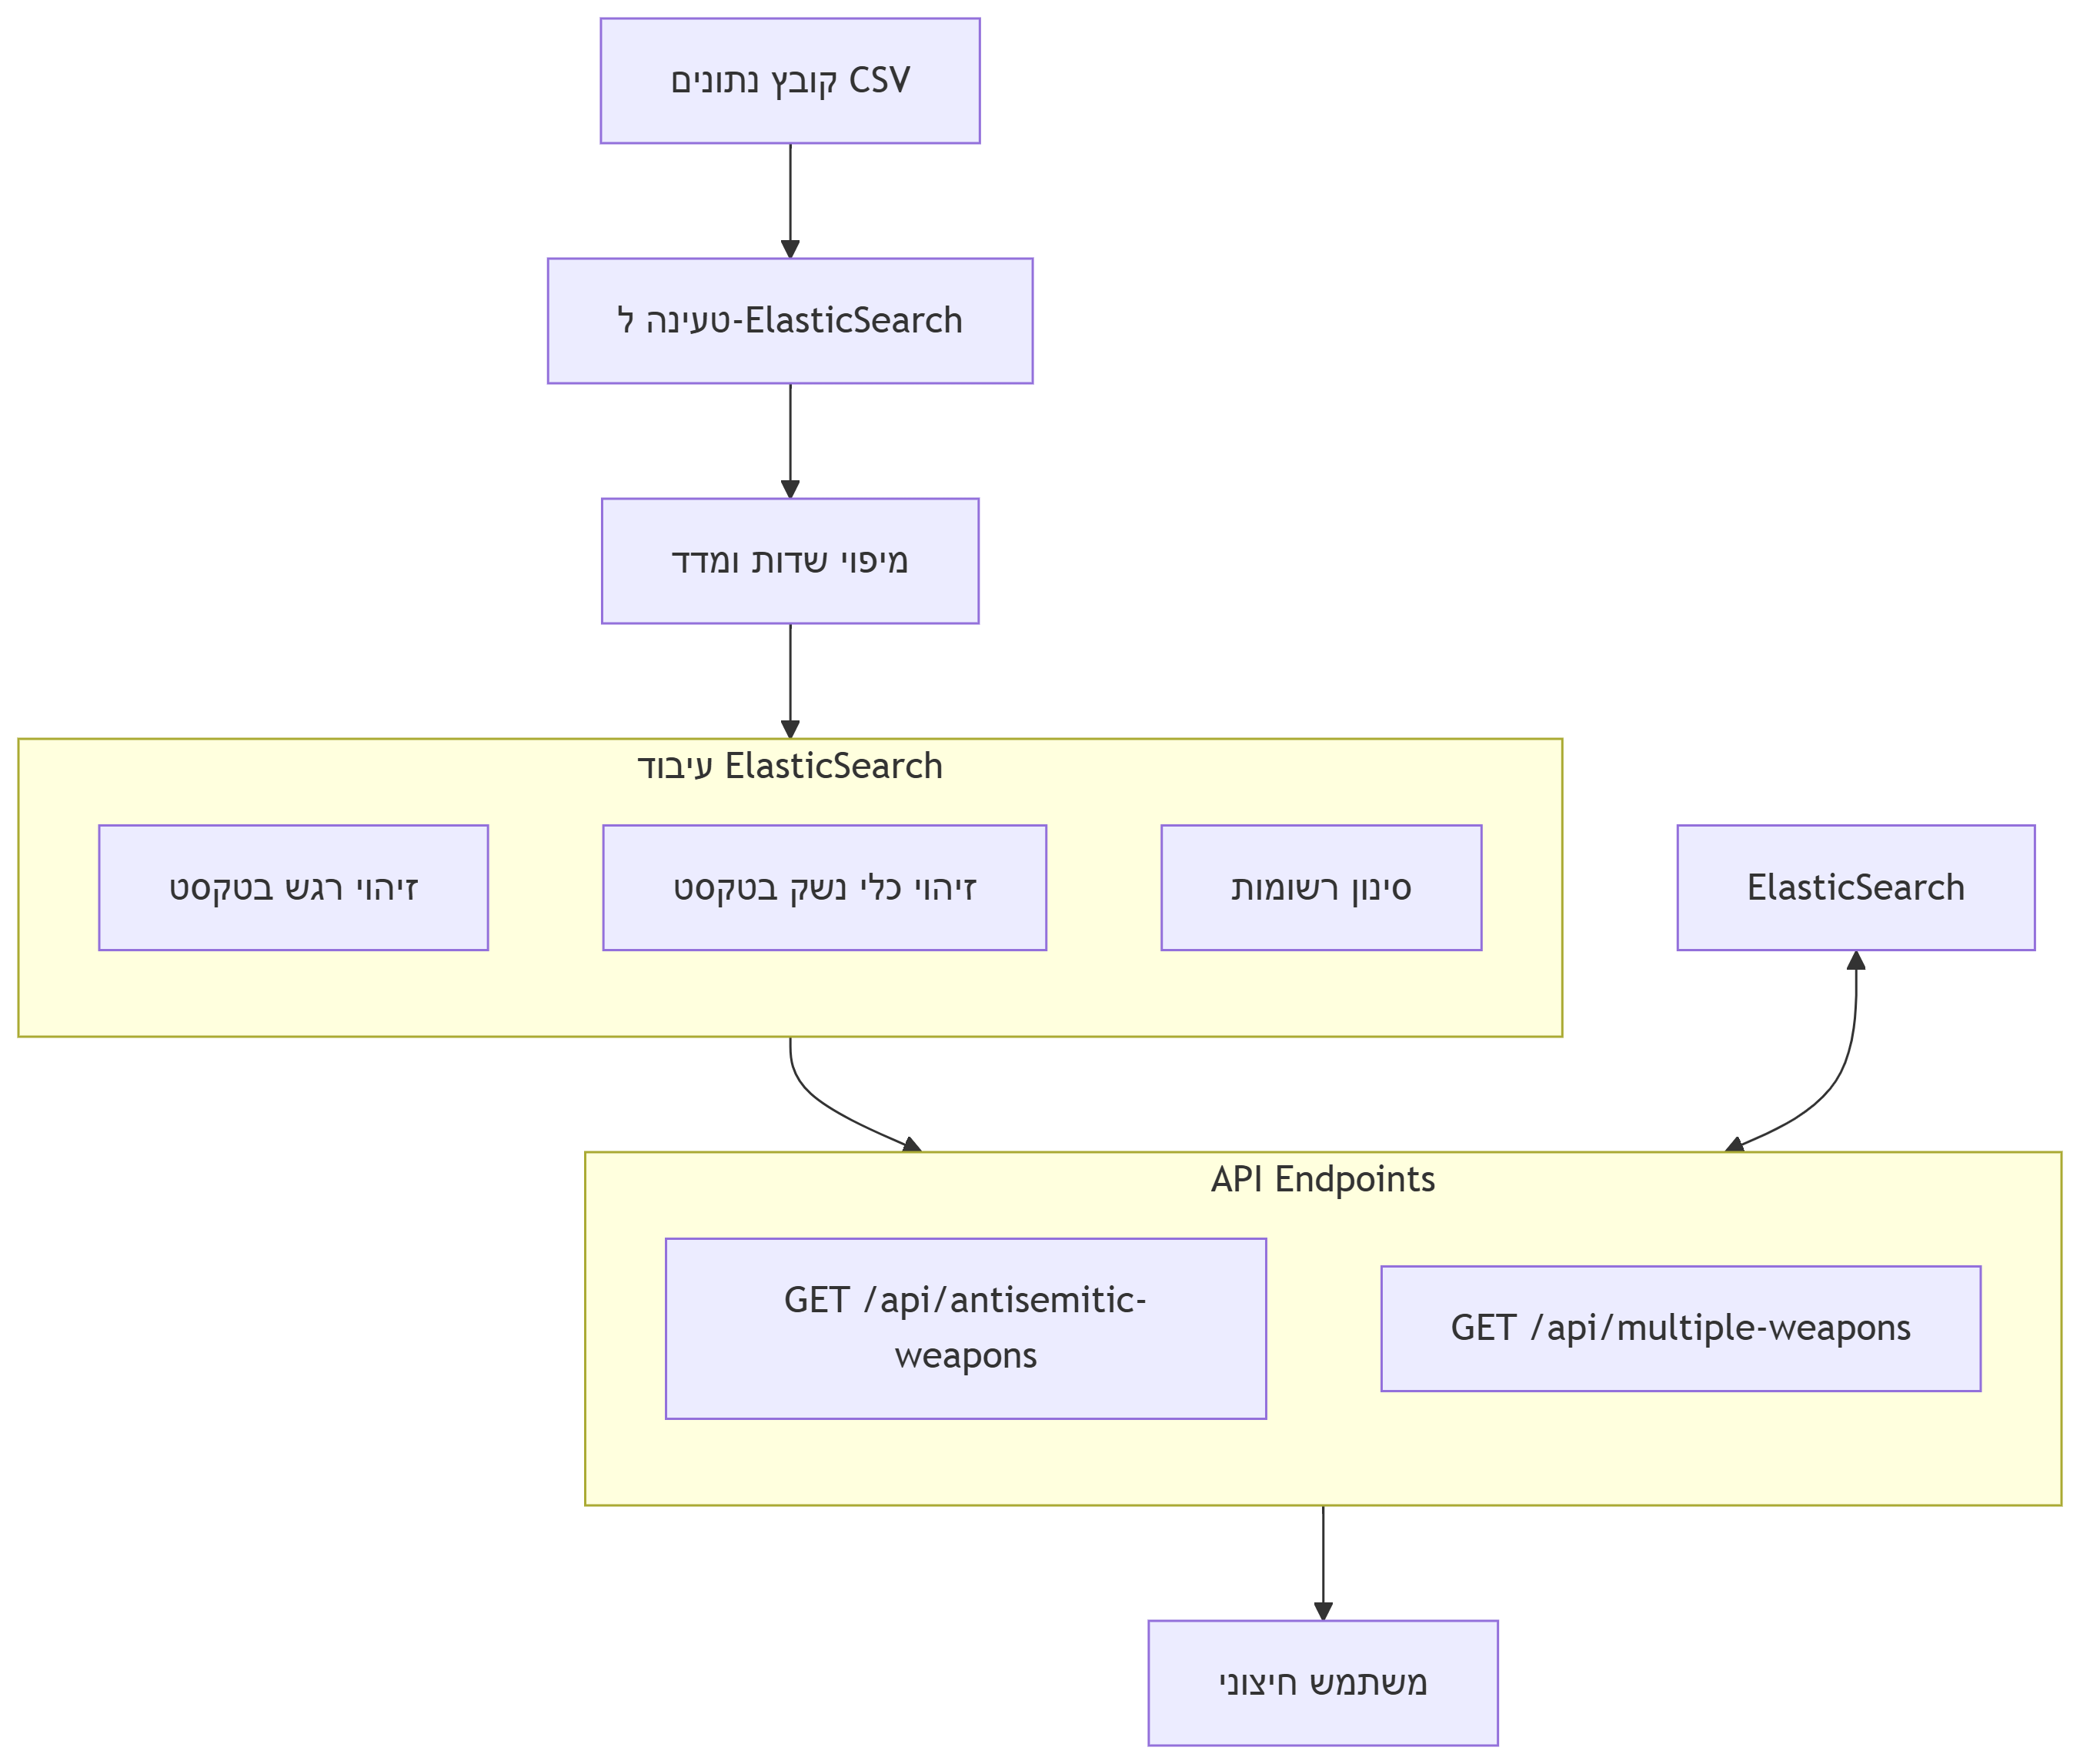 קובץ נתונים CSV
טעינה ל-ElasticSearch
מיפוי שדות ומדד
עיבוד ElasticSearch
זיהוי רגש בטקסט
זיהוי כלי נשק בטקסט
סינון רשומות
ElasticSearch
API Endpoints
GET /api/antisemitic-
weapons
GET /api/multiple-weapons
משתמש חיצוני